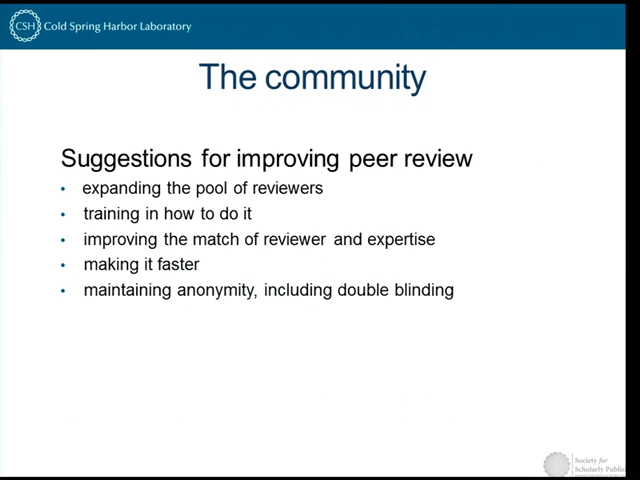 CSH Cold Spring Harbor Laboratory
The community
Suggestions for improving peer review
• expanding the pool of reviewers
• training in how to do it
• improving the match of reviewer and expertise
• making it faster
• maintaining anonymity, including double blinding
Society for
Scholarly Publis